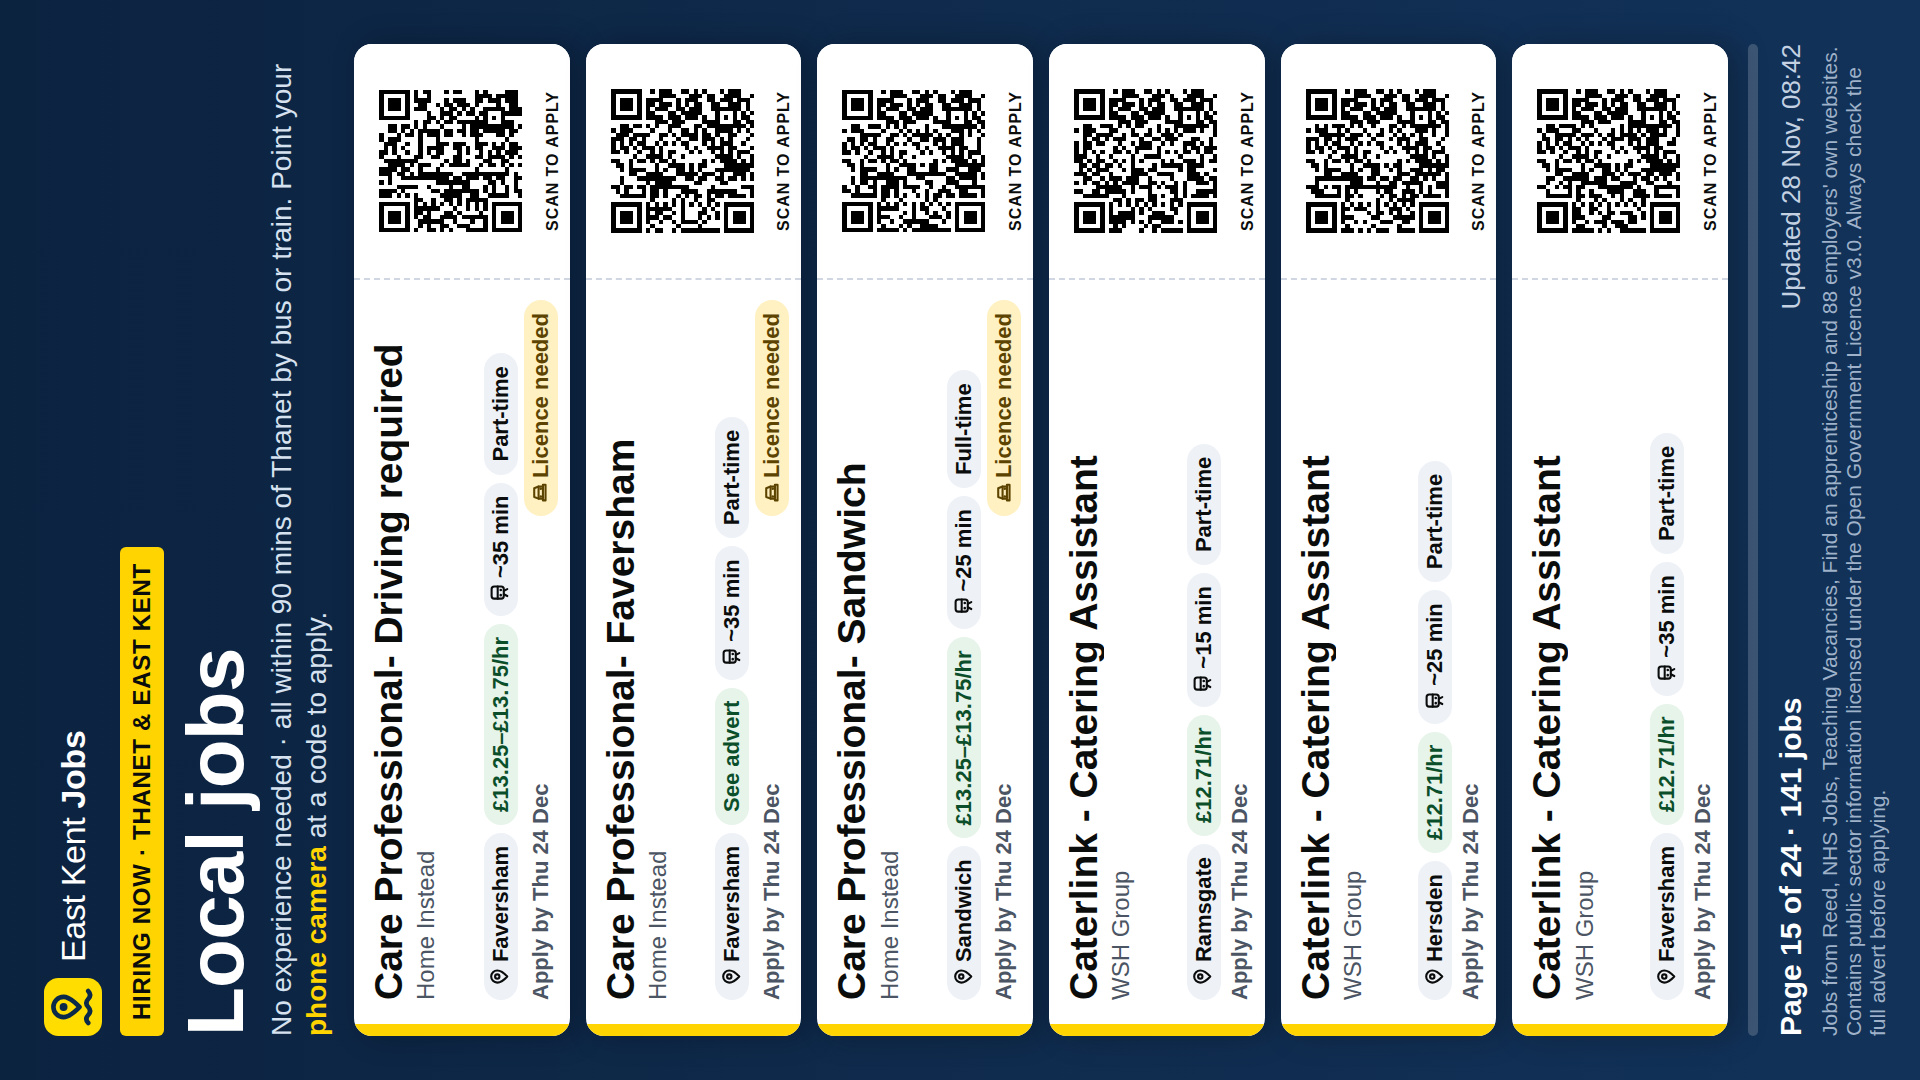 East Kent Jobs
HIRING NOW · THANET & EAST KENT
Local jobs
No experience needed · all within 90 mins of Thanet by bus or train. Point your
phone camera at a code to apply.
Care Professional- Driving required
Home Instead
Faversham
£13.25–£13.75/hr
~35 min
Part-time
Apply by Thu 24 Dec
Licence needed
SCAN TO APPLY
Care Professional- Faversham
Home Instead
Faversham
See advert
~35 min
Part-time
Apply by Thu 24 Dec
Licence needed
SCAN TO APPLY
Care Professional- Sandwich
Home Instead
Sandwich
£13.25–£13.75/hr
~25 min
Full-time
Apply by Thu 24 Dec
Licence needed
SCAN TO APPLY
Caterlink - Catering Assistant
WSH Group
Ramsgate
£12.71/hr
~15 min
Part-time
Apply by Thu 24 Dec
SCAN TO APPLY
Caterlink - Catering Assistant
WSH Group
Hersden
£12.71/hr
~25 min
Part-time
Apply by Thu 24 Dec
SCAN TO APPLY
Caterlink - Catering Assistant
WSH Group
Faversham
£12.71/hr
~35 min
Part-time
Apply by Thu 24 Dec
SCAN TO APPLY
Page 15 of 24 · 141 jobs
Updated 28 Nov, 08:42
Jobs from Reed, NHS Jobs, Teaching Vacancies, Find an apprenticeship and 88 employers' own websites.
Contains public sector information licensed under the Open Government Licence v3.0. Always check the
full advert before applying.